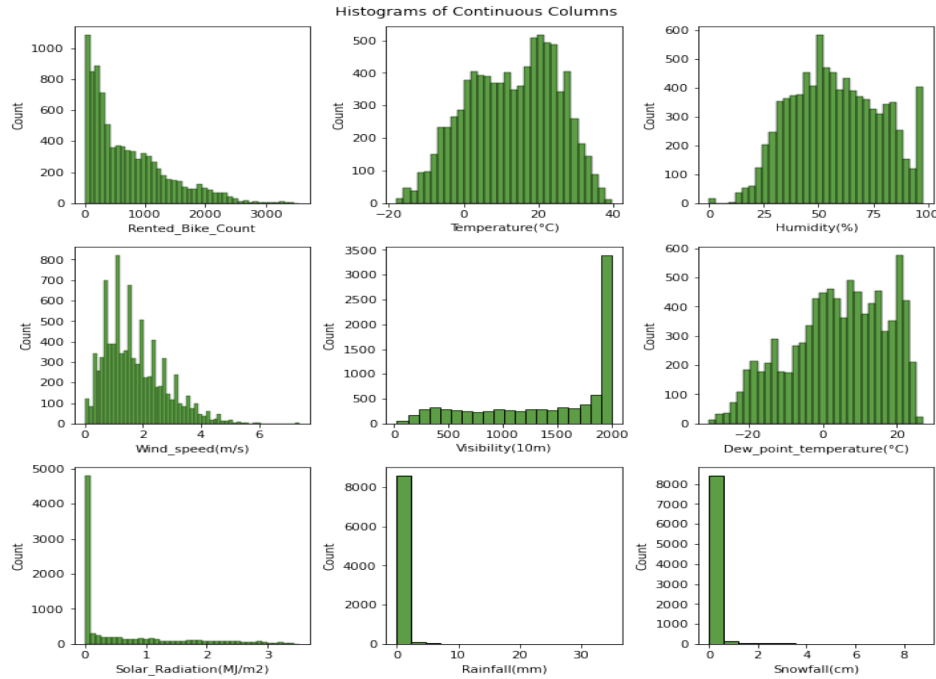 Histograms of Continuous Columns
Count
1000
800
600
400
200
0
0 1000 2000 3000
Rented_Bike_Count
Count
500
400
300
200
100
0
−20 0 20 40
Temperature(°C)
Count
600
500
400
300
200
100
0
0 25 50 75 100
Humidity(%)
Count
800
700
600
500
400
300
200
100
0
0 2 4 6
Wind_speed(m/s)
Count
3500
3000
2500
2000
1500
1000
500
0
0 500 1000 1500 2000
Visibility(10m)
Count
600
500
400
300
200
100
0
−20 0 20
Dew_point_temperature(°C)
Count
5000
4000
3000
2000
1000
0
0 1 2 3
Solar_Radiation(MJ/m2)
Count
8000
6000
4000
2000
0
0 10 20 30
Rainfall(mm)
Count
8000
7000
6000
5000
4000
3000
2000
1000
0
0 2 4 6 8
Snowfall(cm)